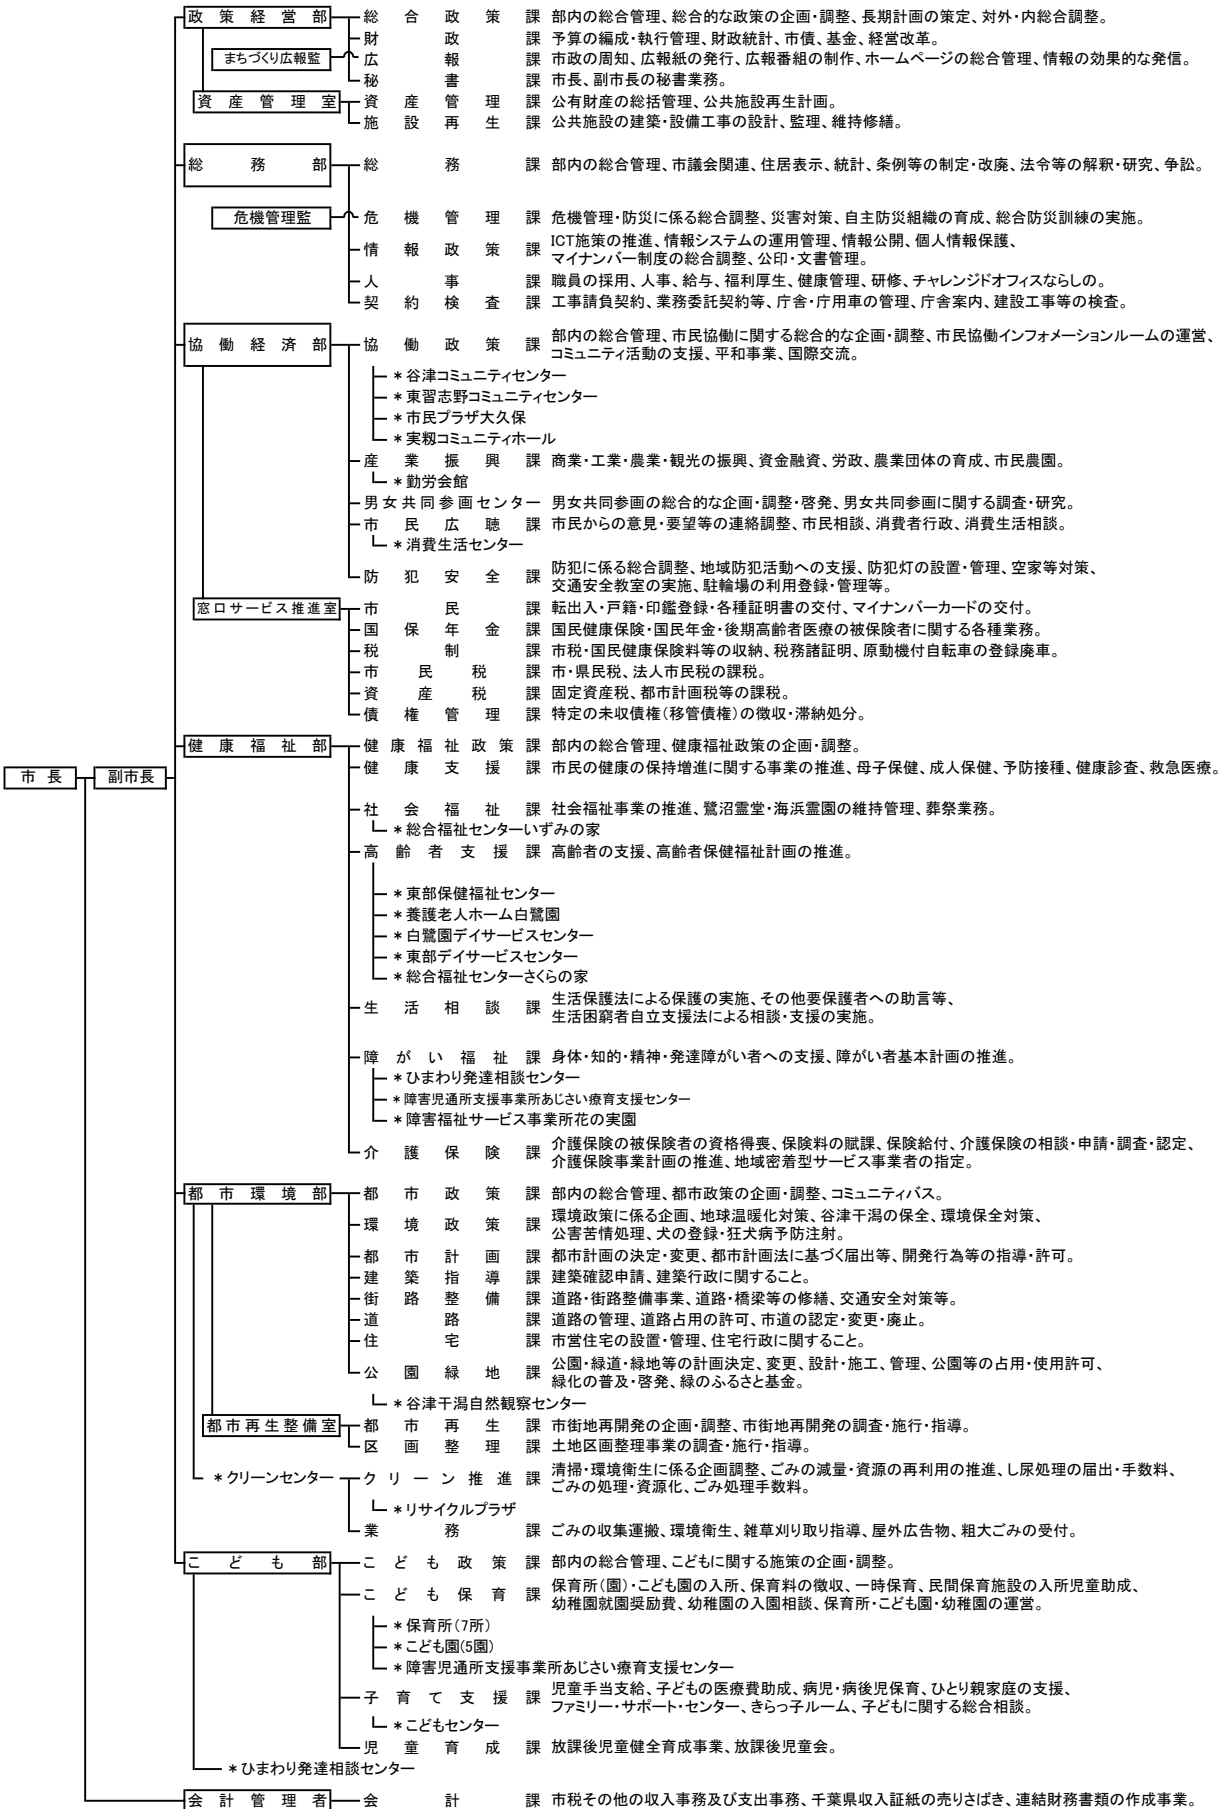 政策経営部 総合政策課 部内の総合管理、総合的な政策の企画・調整、長期計画の策定、対外・内総合調整。
財政課 予算の編成・執行管理、財政統計、市債、基金、経営改革。
まちづくり広報監 広報課 市政の周知、広報紙の発行、広報番組の制作、ホームページの総合管理、情報の効果的な発信。
秘書課 市長、副市長の秘書業務。
資産管理室 資産管理課 公有財産の総括管理、公共施設再生計画。
施設再生課 公共施設の建築・設備工事の設計、監理、維持修繕。
総務部 総務課 部内の総合管理、市議会関連、住居表示、統計、条例等の制定・改廃、法令等の解釈・研究、争訟。
危機管理監 危機管理課 危機管理・防災に係る総合調整、災害対策、自主防災組織の育成、総合防災訓練の実施。
情報政策課 ICT施策の推進、情報システムの運用管理、情報公開、個人情報保護、
マイナンバー制度の総合調整、公印・文書管理。
人事課 職員の採用、人事、給与、福利厚生、健康管理、研修、チャレンジドオフィスならしの。
契約検査課 工事請負契約、業務委託契約等、庁舎・庁用車の管理、庁舎案内、建設工事等の検査。
協働経済部 協働政策課 部内の総合管理、市民協働に関する総合的な企画・調整、市民協働インフォメーションルームの運営、
コミュニティ活動の支援、平和事業、国際交流。
＊谷津コミュニティセンター
＊東習志野コミュニティセンター
＊市民プラザ大久保
＊実籾コミュニティホール
産業振興課 商業・工業・農業・観光の振興、資金融資、労政、農業団体の育成、市民農園。
＊勤労会館
男女共同参画センター 男女共同参画の総合的な企画・調整・啓発、男女共同参画に関する調査・研究。
市民広聴課 市民からの意見・要望等の連絡調整、市民相談、消費者行政、消費生活相談。
＊消費生活センター
防犯安全課 防犯に係る総合調整、地域防犯活動への支援、防犯灯の設置・管理、空家等対策、
交通安全教室の実施、駐輪場の利用登録・管理等。
窓口サービス推進室 市民課 転出入・戸籍・印鑑登録・各種証明書の交付、マイナンバーカードの交付。
国保年金課 国民健康保険・国民年金・後期高齢者医療の被保険者に関する各種業務。
税制課 市税・国民健康保険料等の収納、税務諸証明、原動機付自転車の登録廃車。
市民税課 市・県民税、法人市民税の課税。
資産税課 固定資産税、都市計画税等の課税。
債権管理課 特定の未収債権（移管債権）の徴収・滞納処分。
健康福祉部 健康福祉政策課 部内の総合管理、健康福祉政策の企画・調整。
市長 副市長 健康支援課 市民の健康の保持増進に関する事業の推進、母子保健、成人保健、予防接種、健康診査、救急医療。
社会福祉課 社会福祉事業の推進、鷺沼霊堂・海浜霊園の維持管理、葬祭業務。
＊総合福祉センターいずみの家
高齢者支援課 高齢者の支援、高齢者保健福祉計画の推進。
＊東部保健福祉センター
＊養護老人ホーム白鷺園
＊白鷺園デイサービスセンター
＊東部デイサービスセンター
＊総合福祉センターさくらの家
生活相談課 生活保護法による保護の実施、その他要保護者への助言等、
生活困窮者自立支援法による相談・支援の実施。
障がい福祉課 身体・知的・精神・発達障がい者への支援、障がい者基本計画の推進。
＊ひまわり発達相談センター
＊障害児通所支援事業所あじさい療育支援センター
＊障害福祉サービス事業所花の実園
介護保険課 介護保険の被保険者の資格得喪、保険料の賦課、保険給付、介護保険の相談・申請・調査・認定、
介護保険事業計画の推進、地域密着型サービス事業者の指定。
都市環境部 都市政策課 部内の総合管理、都市政策の企画・調整、コミュニティバス。
環境政策課 環境政策に係る企画、地球温暖化対策、谷津干潟の保全、環境保全対策、
公害苦情処理、犬の登録・狂犬病予防注射。
都市計画課 都市計画の決定・変更、都市計画法に基づく届出等、開発行為等の指導・許可。
建築指導課 建築確認申請、建築行政に関すること。
街路整備課 道路・街路整備事業、道路・橋梁等の修繕、交通安全対策等。
道路課 道路の管理、道路占用の許可、市道の認定・変更・廃止。
住宅課 市営住宅の設置・管理、住宅行政に関すること。
公園緑地課 公園・緑道・緑地等の計画決定、変更、設計・施工、管理、公園等の占用・使用許可、
緑化の普及・啓発、緑のふるさと基金。
＊谷津干潟自然観察センター
都市再生整備室 都市再生課 市街地再開発の企画・調整、市街地再開発の調査・施行・指導。
区画整理課 土地区画整理事業の調査・施行・指導。
＊クリーンセンター クリーン推進課 清掃・環境衛生に係る企画調整、ごみの減量・資源の再利用の推進、し尿処理の届出・手数料、
ごみの処理・資源化、ごみ処理手数料。
＊リサイクルプラザ
業務課 ごみの収集運搬、環境衛生、雑草刈り取り指導、屋外広告物、粗大ごみの受付。
こども部 こども政策課 部内の総合管理、こどもに関する施策の企画・調整。
こども保育課 保育所（園）・こども園の入所、保育料の徴収、一時保育、民間保育施設の入所児童助成、
幼稚園就園奨励費、幼稚園の入園相談、保育所・こども園・幼稚園の運営。
＊保育所（7所）
＊こども園(5園)
＊障害児通所支援事業所あじさい療育支援センター
子育て支援課 児童手当支給、子どもの医療費助成、病児・病後児保育、ひとり親家庭の支援、
ファミリー・サポート・センター、きらっ子ルーム、子どもに関する総合相談。
＊こどもセンター
児童育成課 放課後児童健全育成事業、放課後児童会。
＊ひまわり発達相談センター
会計管理者 会計課 市税その他の収入事務及び支出事務、千葉県収入証紙の売りさばき、連結財務書類の作成事業。